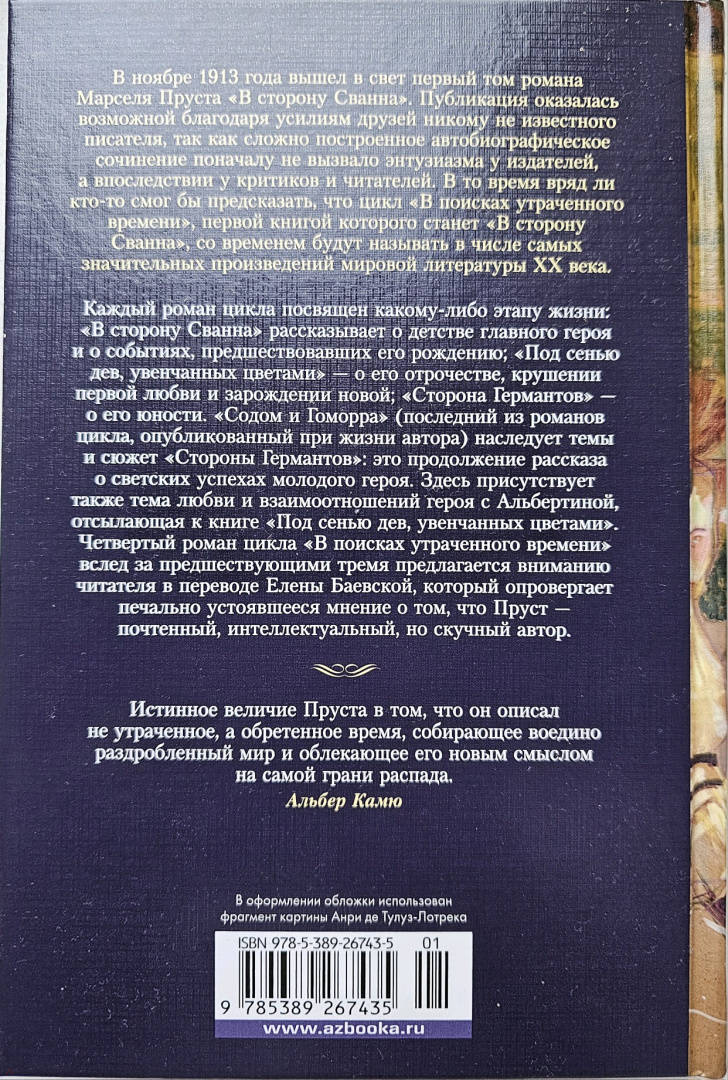 В ноябре 1913 года вышел в свет первый том романа
Марселя Пруста «В сторону Сванна». Публикация оказалась
возможной благодаря усилиям друзей никому не известного
писателя, так как сложно построенное автобиографическое
сочинение поначалу не вызвало энтузиазма у издателей,
а впоследствии у критиков и читателей. В то время вряд ли
кто-то смог бы предсказать, что цикл «В поисках утраченного
времени», первой книгой которого станет «В сторону
Сванна», со временем будут называть в числе самых
значительных произведений мировой литературы XX века.
Каждый роман цикла посвящен какому-либо этапу жизни:
«В сторону Сванна» рассказывает о детстве главного героя
и о событиях, предшествовавших его рождению; «Под сенью
дев, увенчанных цветами» — о его отрочестве, крушении
первой любви и зарождении новой; «Сторона Германтов» —
о его юности. «Содом и Гоморра» (последний из романов
цикла, опубликованный при жизни автора) наследует темы
и сюжет «Стороны Германтов»: это продолжение рассказа
о светских успехах молодого героя. Здесь присутствует
также тема любви и взаимоотношений героя с Альбертиной,
отсылающая к книге «Под сенью дев, увенчанных цветами».
Четвертый роман цикла «В поисках утраченного времени»
вслед за предшествующими тремя предлагается вниманию
читателя в переводе Елены Баевской, который опровергает
печально устоявшееся мнение о том, что Пруст —
почтенный, интеллектуальный, но скучный автор.
Истинное величие Пруста в том, что он описал
не утраченное, а обретенное время, собирающее воедино
раздробленный мир и облекающее его новым смыслом
на самой грани распада.
Альбер Камю
В оформлении обложки использован
фрагмент картины Анри де Тулуз-Лотрека
ISBN 978-5-389-26743-5 01
9 785389 267435
www.azbooka.ru